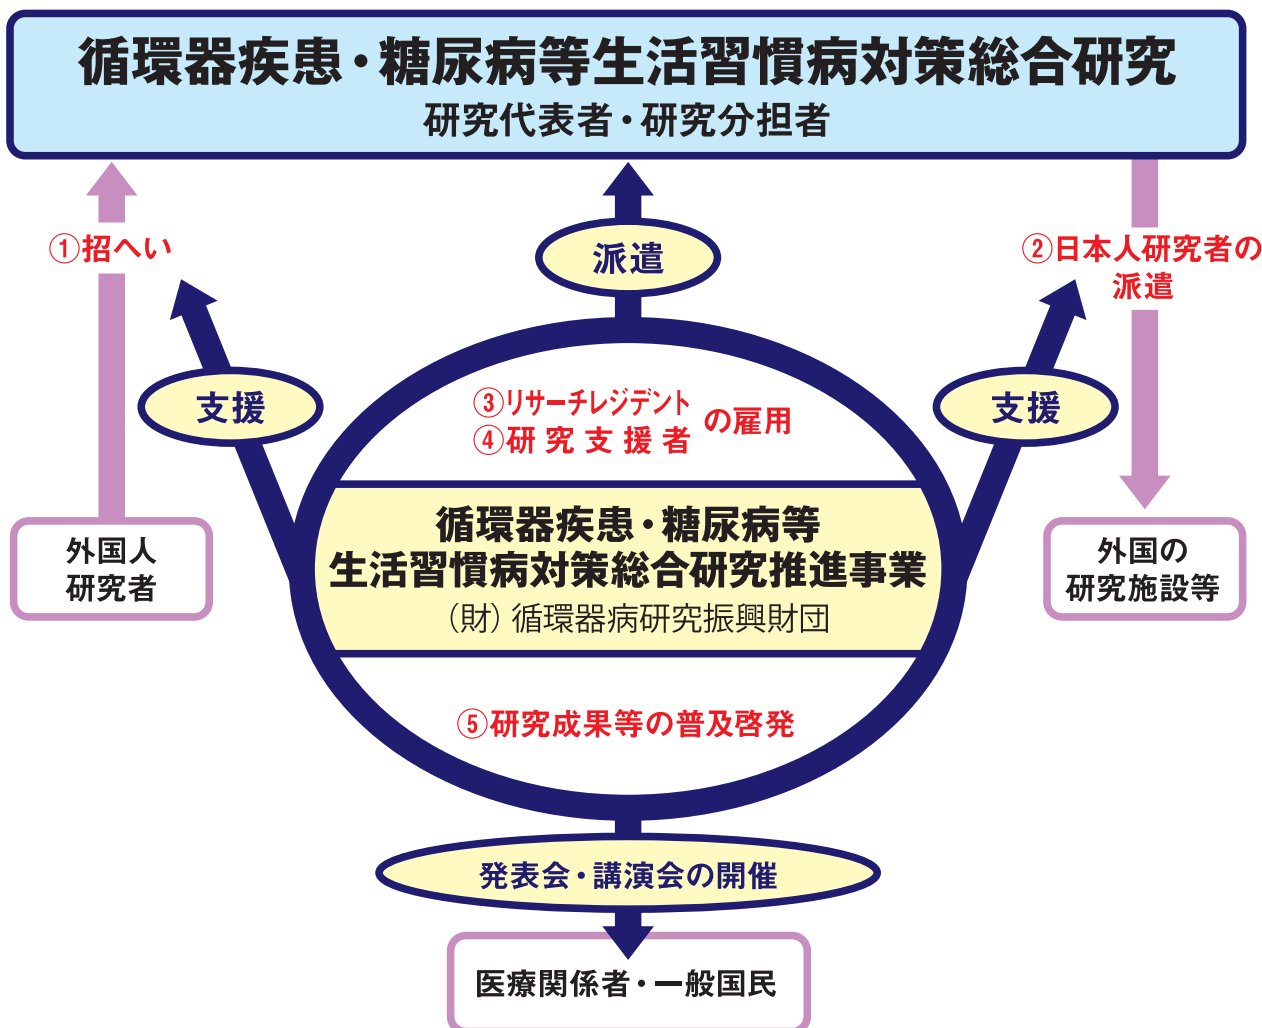 循環器疾患・糖尿病等生活習慣病対策総合研究
研究代表者・研究分担者
①招へい
派遣
②日本人研究者の
派遣
支援
③リサーチレジデント
④研究支援者
の雇用
支援
外国人
研究者
循環器疾患・糖尿病等
生活習慣病対策総合研究推進事業
（財）循環器病研究振興財団
外国の
研究施設等
⑤研究成果等の普及啓発
発表会・講演会の開催
医療関係者・一般国民